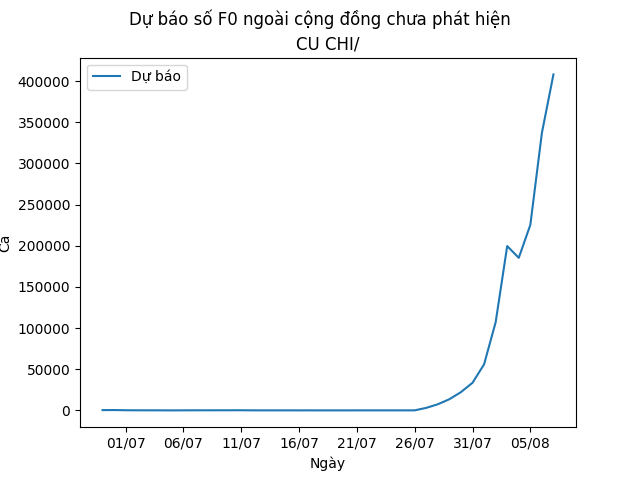 Dự báo số F0 ngoài cộng đồng chưa phát hiện
CU CHI/
Dự báo
400000
350000
300000
250000
200000
150000
100000
50000
0
Ca
01/07 06/07 11/07 16/07 21/07 26/07 31/07 05/08
Ngày